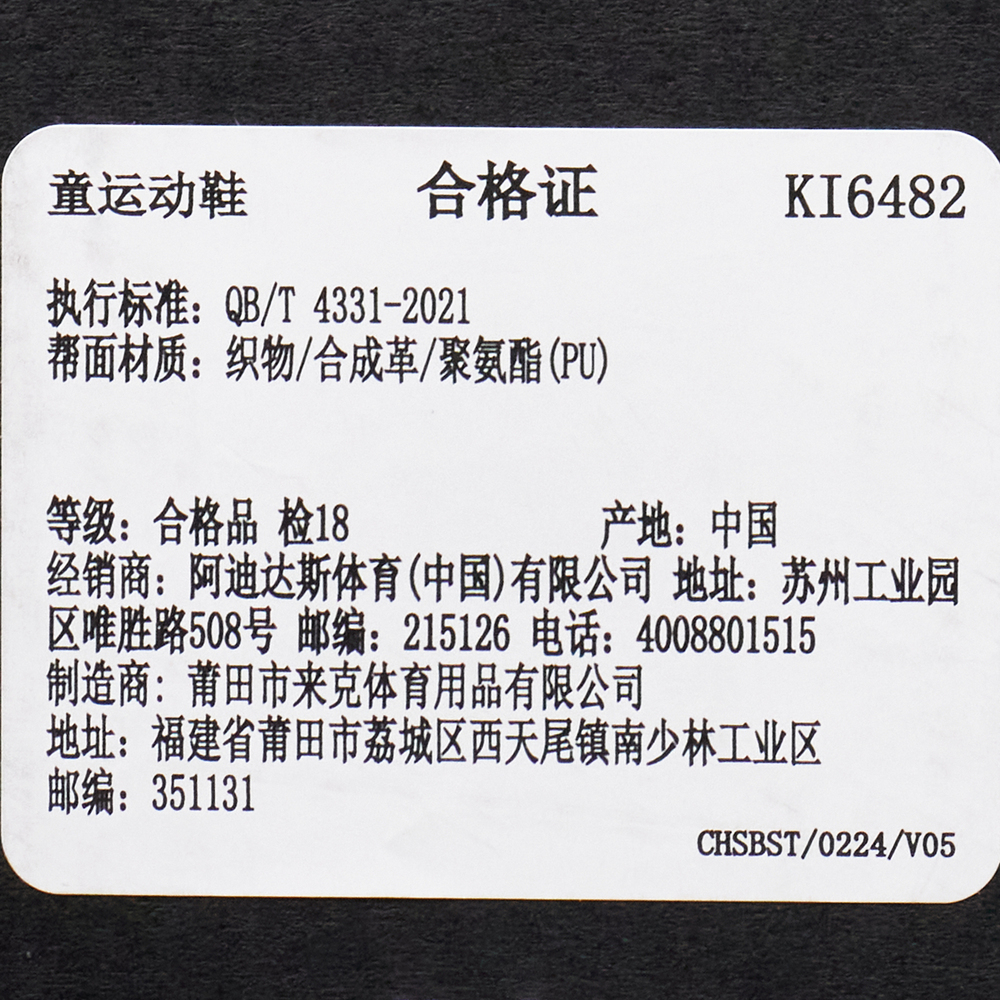 童运动鞋 合格证 KI6482
执行标准：QB/T 4331-2021
帮面材质：织物/合成革/聚氨酯(PU)
等级：合格品 检18 产地：中国
经销商：阿迪达斯体育(中国)有限公司 地址：苏州工业园
区唯胜路508号 邮编：215126 电话：4008801515
制造商：莆田市来克体育用品有限公司
地址：福建省莆田市荔城区西天尾镇南少林工业区
邮编：351131
CHSBST/0224/V05